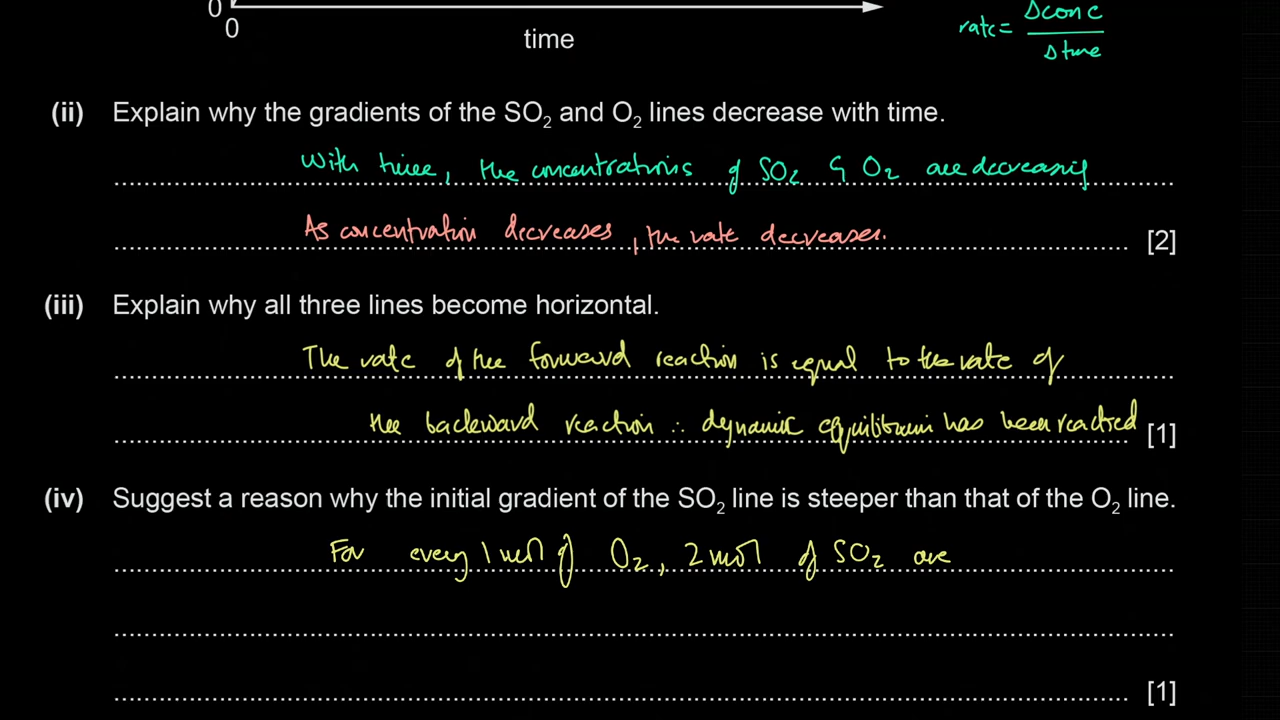 0
0
time
rate = Δconc / Δtime
(ii) Explain why the gradients of the SO₂ and O₂ lines decrease with time.
With time, the concentrations of SO₂ & O₂ are decreasing
As concentration decreases, the rate decreases.
[2]
(iii) Explain why all three lines become horizontal.
The rate of the forward reaction is equal to the rate of
the backward reaction ∴ dynamic equilibrium has been reached
[1]
(iv) Suggest a reason why the initial gradient of the SO₂ line is steeper than that of the O₂ line.
For every 1 mol of O₂, 2 mol of SO₂ are
[1]